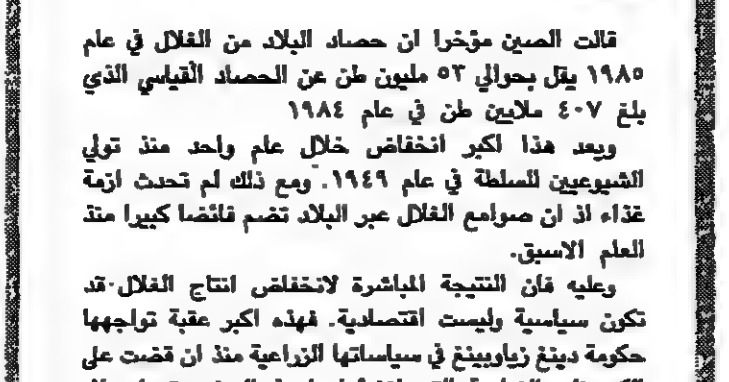 قالت الصين مؤخرا ان حصاد البلاد من الغلال في عام
١٩٨٥ يقل بحوالي ٥٣ مليون طن عن الحصاد القياسي الذي
بلغ ٤٠٧ ملايين طن في عام ١٩٨٤
ويعد هذا اكبر انخفاض خلال عام واحد منذ تولي
الشيوعيين للسلطة في عام ١٩٤٩. ومع ذلك لم تحدث ازمة
غذاء اذ ان صوامع الغلال عبر البلاد تضم فائضا كبيرا منذ
العام الاسبق.
وعليه فان النتيجة المباشرة لانخفاض انتاج الغلال قد
تكون سياسية وليست اقتصادية. فهذه اكبر عقبة تواجهها
حكومة دينغ زياوبينغ في سياساتها الزراعية منذ ان قضت على